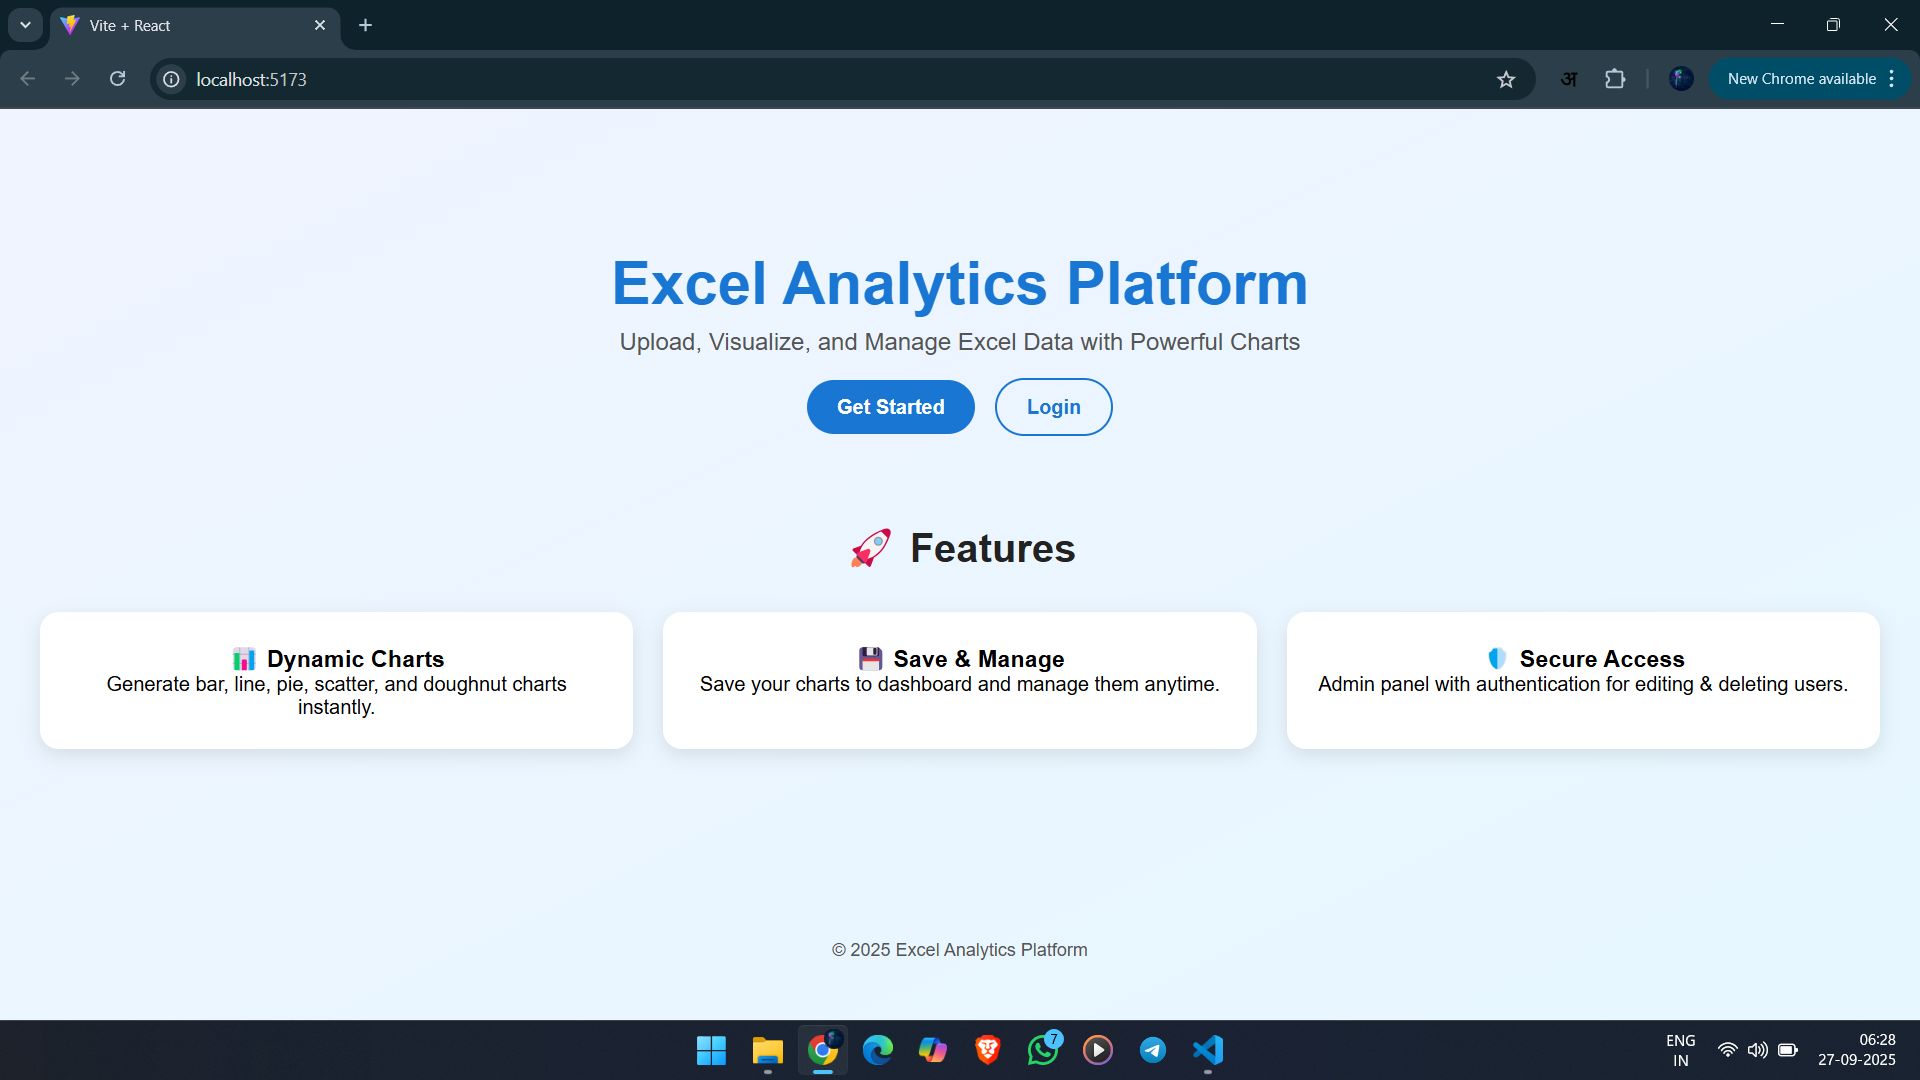 Vite + React
localhost:5173
अ
New Chrome available
Excel Analytics Platform
Upload, Visualize, and Manage Excel Data with Powerful Charts
Get Started
Login
🚀 Features
📊 Dynamic Charts
Generate bar, line, pie, scatter, and doughnut charts
instantly.
💾 Save & Manage
Save your charts to dashboard and manage them anytime.
🛡️ Secure Access
Admin panel with authentication for editing & deleting users.
© 2025 Excel Analytics Platform
7
ENG
IN
06:28
27-09-2025